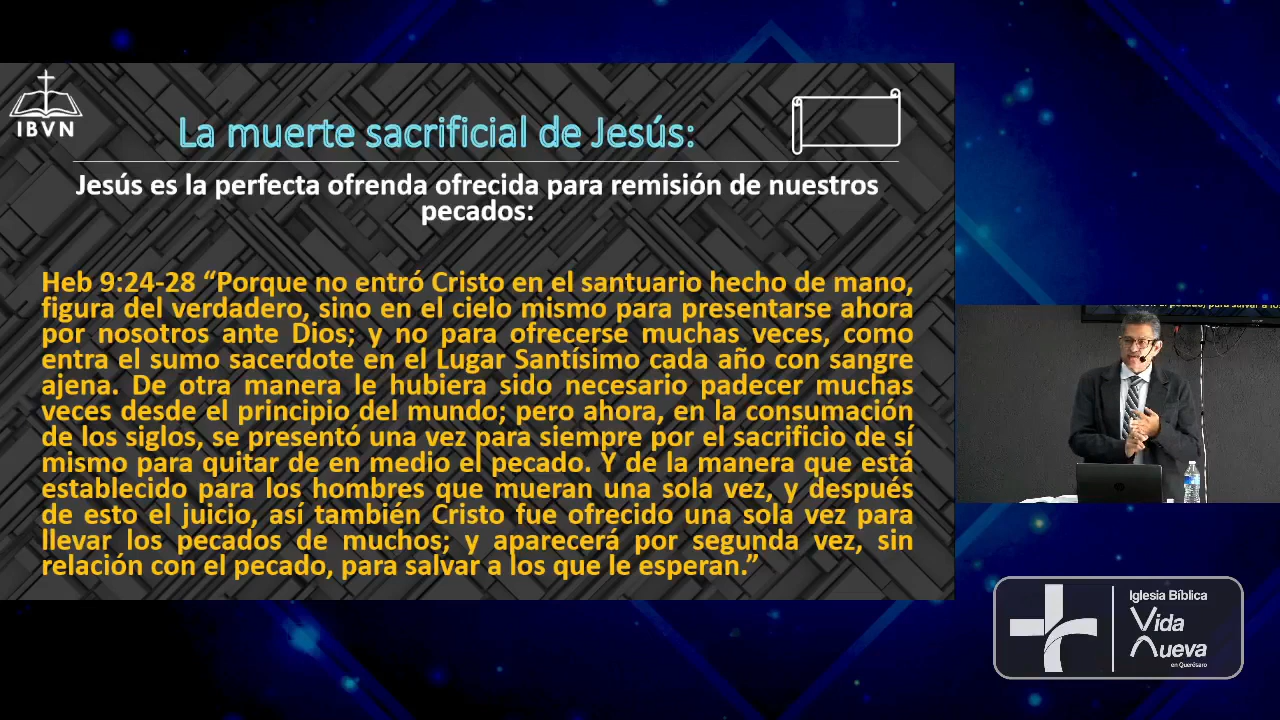 IBVN
La muerte sacrificial de Jesús:
Jesús es la perfecta ofrenda ofrecida para remisión de nuestros
pecados:
Heb 9:24-28 “Porque no entró Cristo en el santuario hecho de mano,
figura del verdadero, sino en el cielo mismo para presentarse ahora
por nosotros ante Dios; y no para ofrecerse muchas veces, como
entra el sumo sacerdote en el Lugar Santísimo cada año con sangre
ajena. De otra manera le hubiera sido necesario padecer muchas
veces desde el principio del mundo; pero ahora, en la consumación
de los siglos, se presentó una vez para siempre por el sacrificio de sí
mismo para quitar de en medio el pecado. Y de la manera que está
establecido para los hombres que mueran una sola vez, y después
de esto el juicio, así también Cristo fue ofrecido una sola vez para
llevar los pecados de muchos; y aparecerá por segunda vez, sin
relación con el pecado, para salvar a los que le esperan.”
el pecado, para salvar a
Iglesia Bíblica
Vida
Nueva
en Querétaro